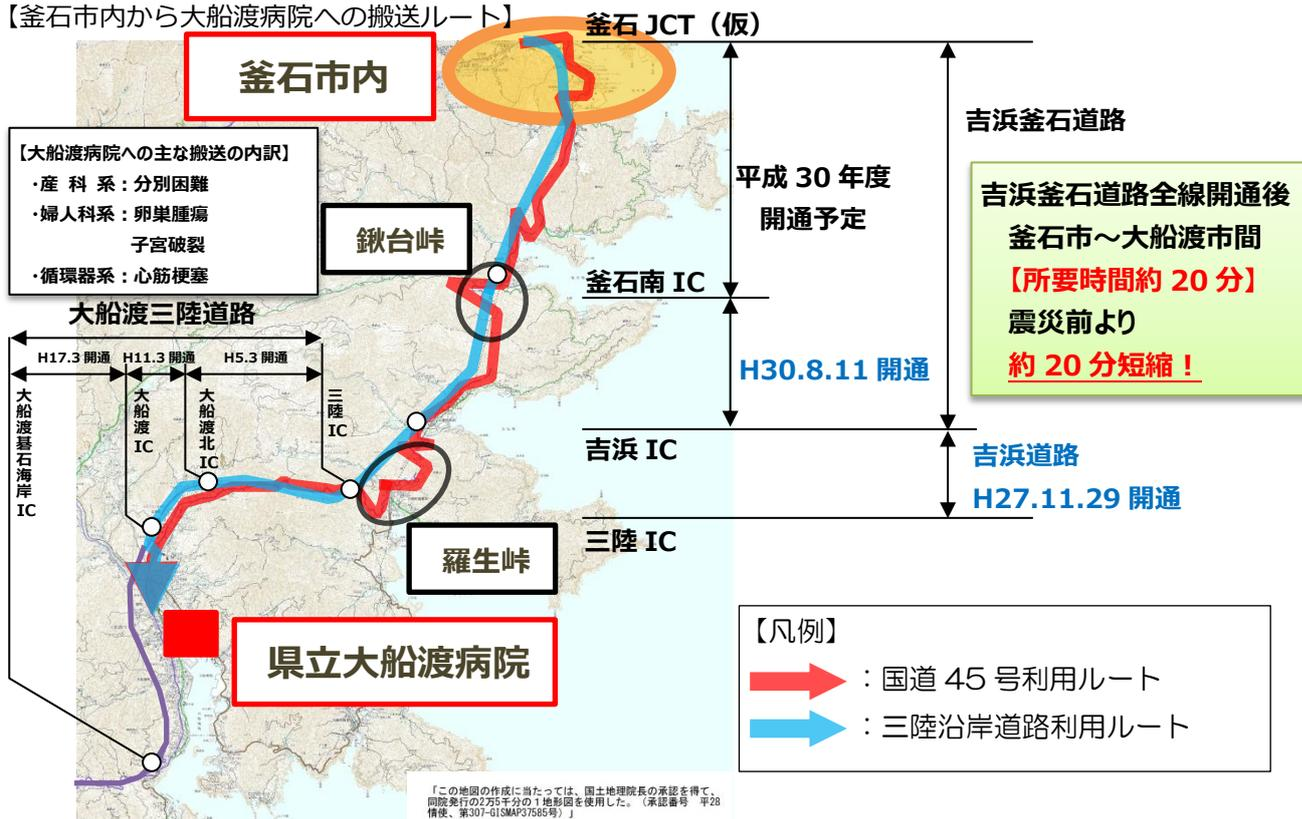 【釜石市内から大船渡病院への搬送ルート】
釜石 JCT（仮）
釜石市内
吉浜釜石道路
【大船渡病院への主な搬送の内訳】
・産 科 系：分別困難
・婦人科系：卵巣腫瘍
子宮破裂
・循環器系：心筋梗塞
平成 30 年度
開通予定
吉浜釜石道路全線開通後
釜石市～大船渡市間
【所要時間約 20 分】
震災前より
約 20 分短縮！
鍬台峠
釜石南 IC
大船渡三陸道路
H17.3 開通
H11.3 開通
H5.3 開通
H30.8.11 開通
大船渡碁石海岸 IC
大船渡 IC
大船渡北 IC
三陸 IC
吉浜 IC
吉浜道路
H27.11.29 開通
三陸 IC
羅生峠
県立大船渡病院
【凡例】
：国道 45 号利用ルート
：三陸沿岸道路利用ルート
「この地図の作成に当たっては、国土地理院長の承認を得て、
同院発行の2万5千分の１地形図を使用した。（承認番号　平28
情使、第307-GISMAP37585号）」